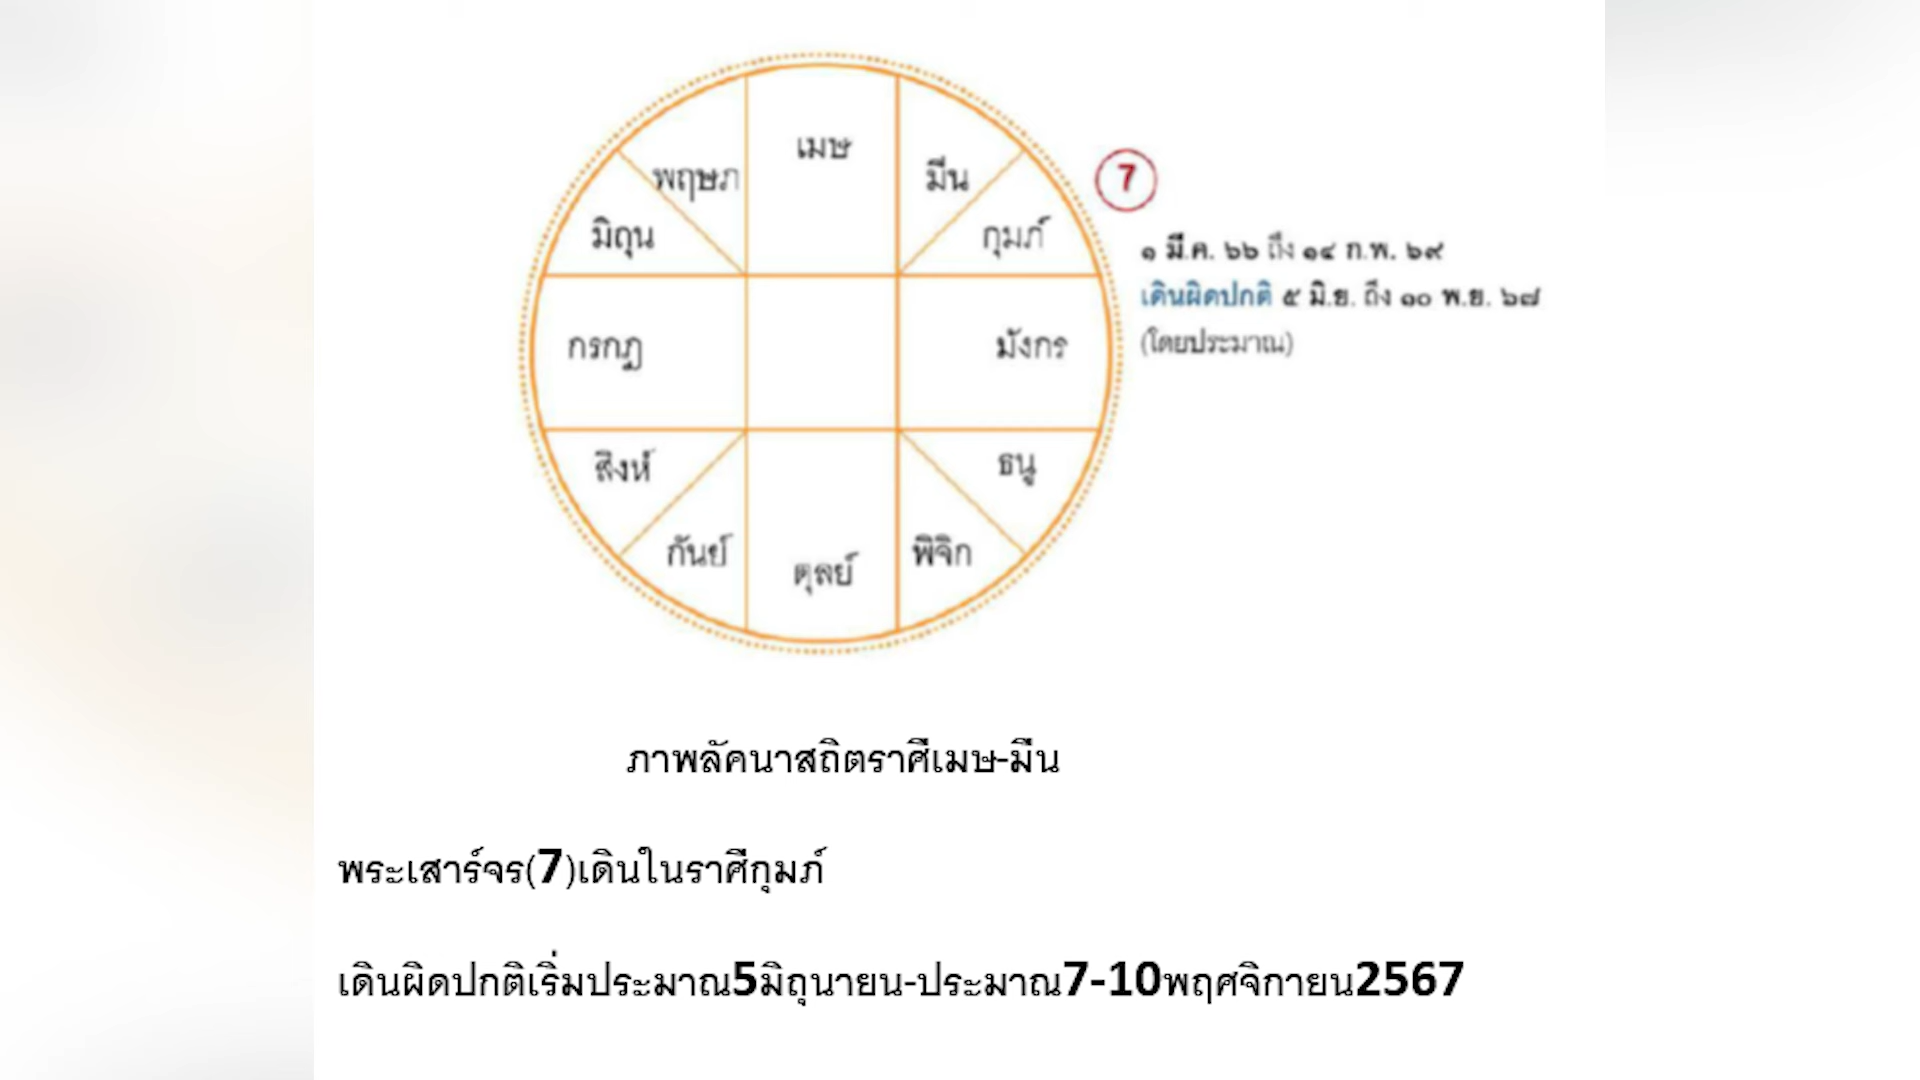 เมษ
พฤษภ
มีน
มิถุน
กุมภ์
7
๑ มี.ค. ๖๖ ถึง ๑๔ ก.พ. ๖๙
เดินผิดปกติ ๕ มิ.ย. ถึง ๑๐ พ.ย. ๖๗
(โดยประมาณ)
กรกฎ
มังกร
สิงห์
ธนู
กันย์
ตุลย์
พิจิก
ภาพลัคนาสถิตราศีเมษ-มีน
พระเสาร์จร(7)เดินในราศีกุมภ์
เดินผิดปกติเริ่มประมาณ5มิถุนายน-ประมาณ7-10พฤศจิกายน2567